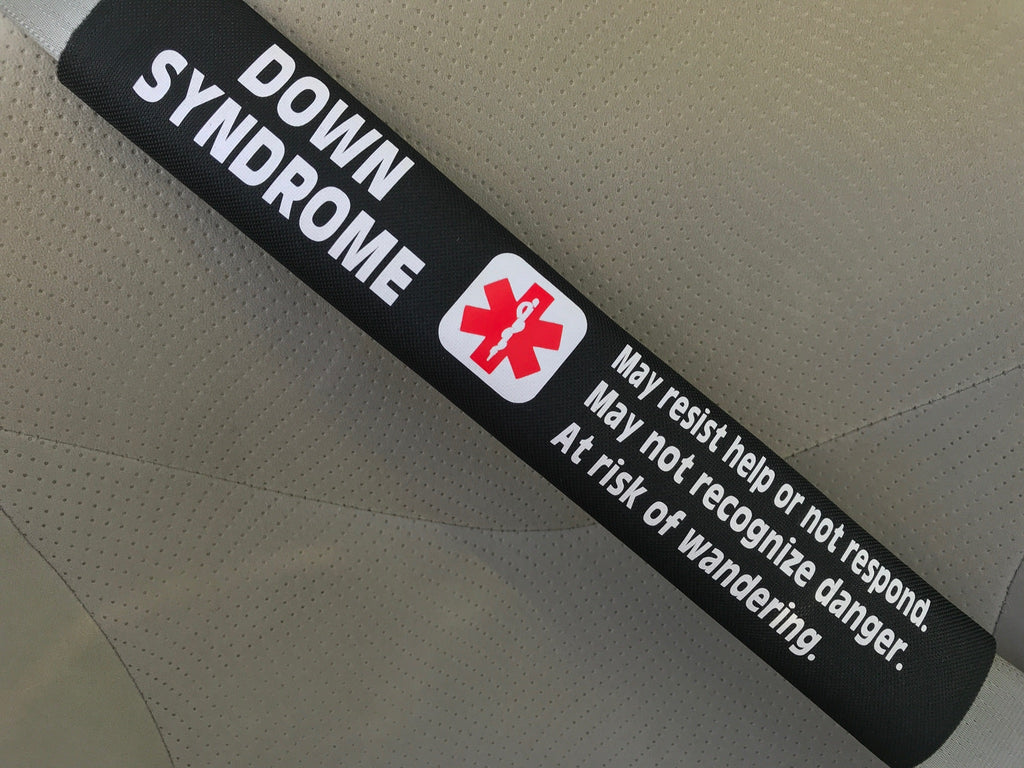 DOWN
SYNDROME
May resist help or not respond.
May not recognize danger.
At risk of wandering.